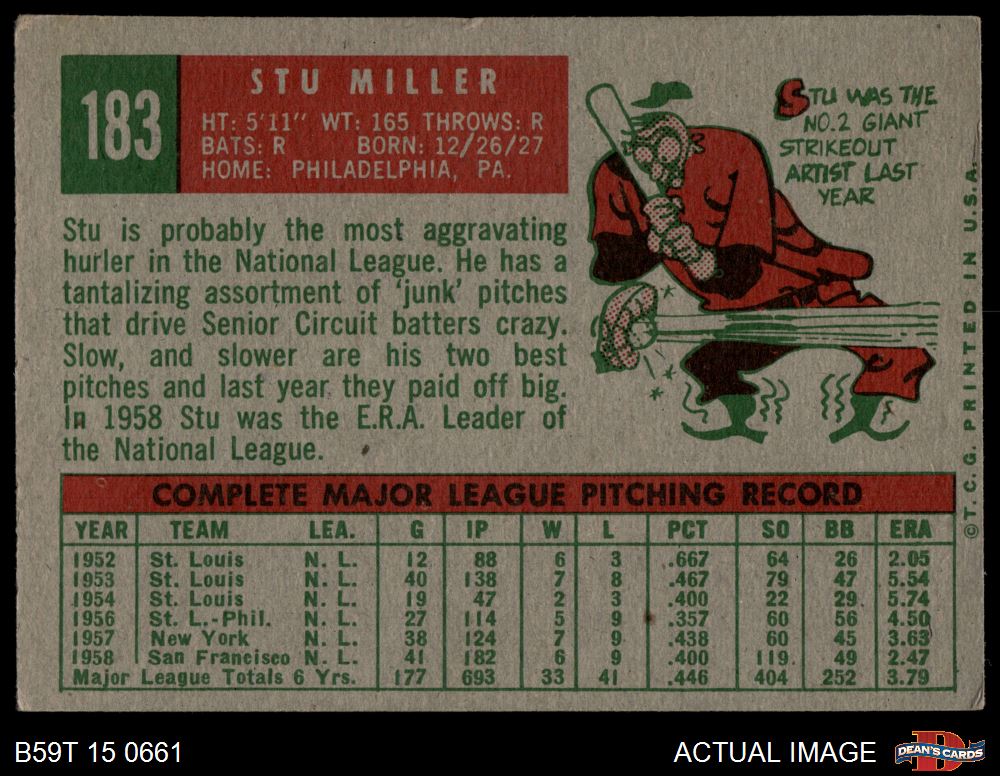 183
STU MILLER
HT: 5'11" WT: 165 THROWS: R
BATS: R BORN: 12/26/27
HOME: PHILADELPHIA, PA.
STU WAS THE
NO.2 GIANT
STRIKEOUT
ARTIST LAST
YEAR
Stu is probably the most aggravating
hurler in the National League. He has a
tantalizing assortment of 'junk' pitches
that drive Senior Circuit batters crazy.
Slow, and slower are his two best
pitches and last year they paid off big.
In 1958 Stu was the E.R.A. Leader of
the National League.
COMPLETE MAJOR LEAGUE PITCHING RECORD
YEAR TEAM LEA. G IP W L PCT SO BB ERA
1952 St. Louis N. L. 12 88 6 3 .667 64 26 2.05
1953 St. Louis N. L. 40 138 7 8 .467 79 47 5.54
1954 St. Louis N. L. 19 47 2 3 .400 22 29 5.74
1956 St. L.-Phil. N. L. 27 114 5 9 .357 60 56 4.50
1957 New York N. L. 38 124 7 9 .438 60 45 3.63
1958 San Francisco N. L. 41 182 6 9 .400 119 49 2.47
Major League Totals 6 Yrs. 177 693 33 41 .446 404 252 3.79
©T.C.G. PRINTED IN U.S.A.
B59T 15 0661
ACTUAL IMAGE
D
DEAN'S CARDS